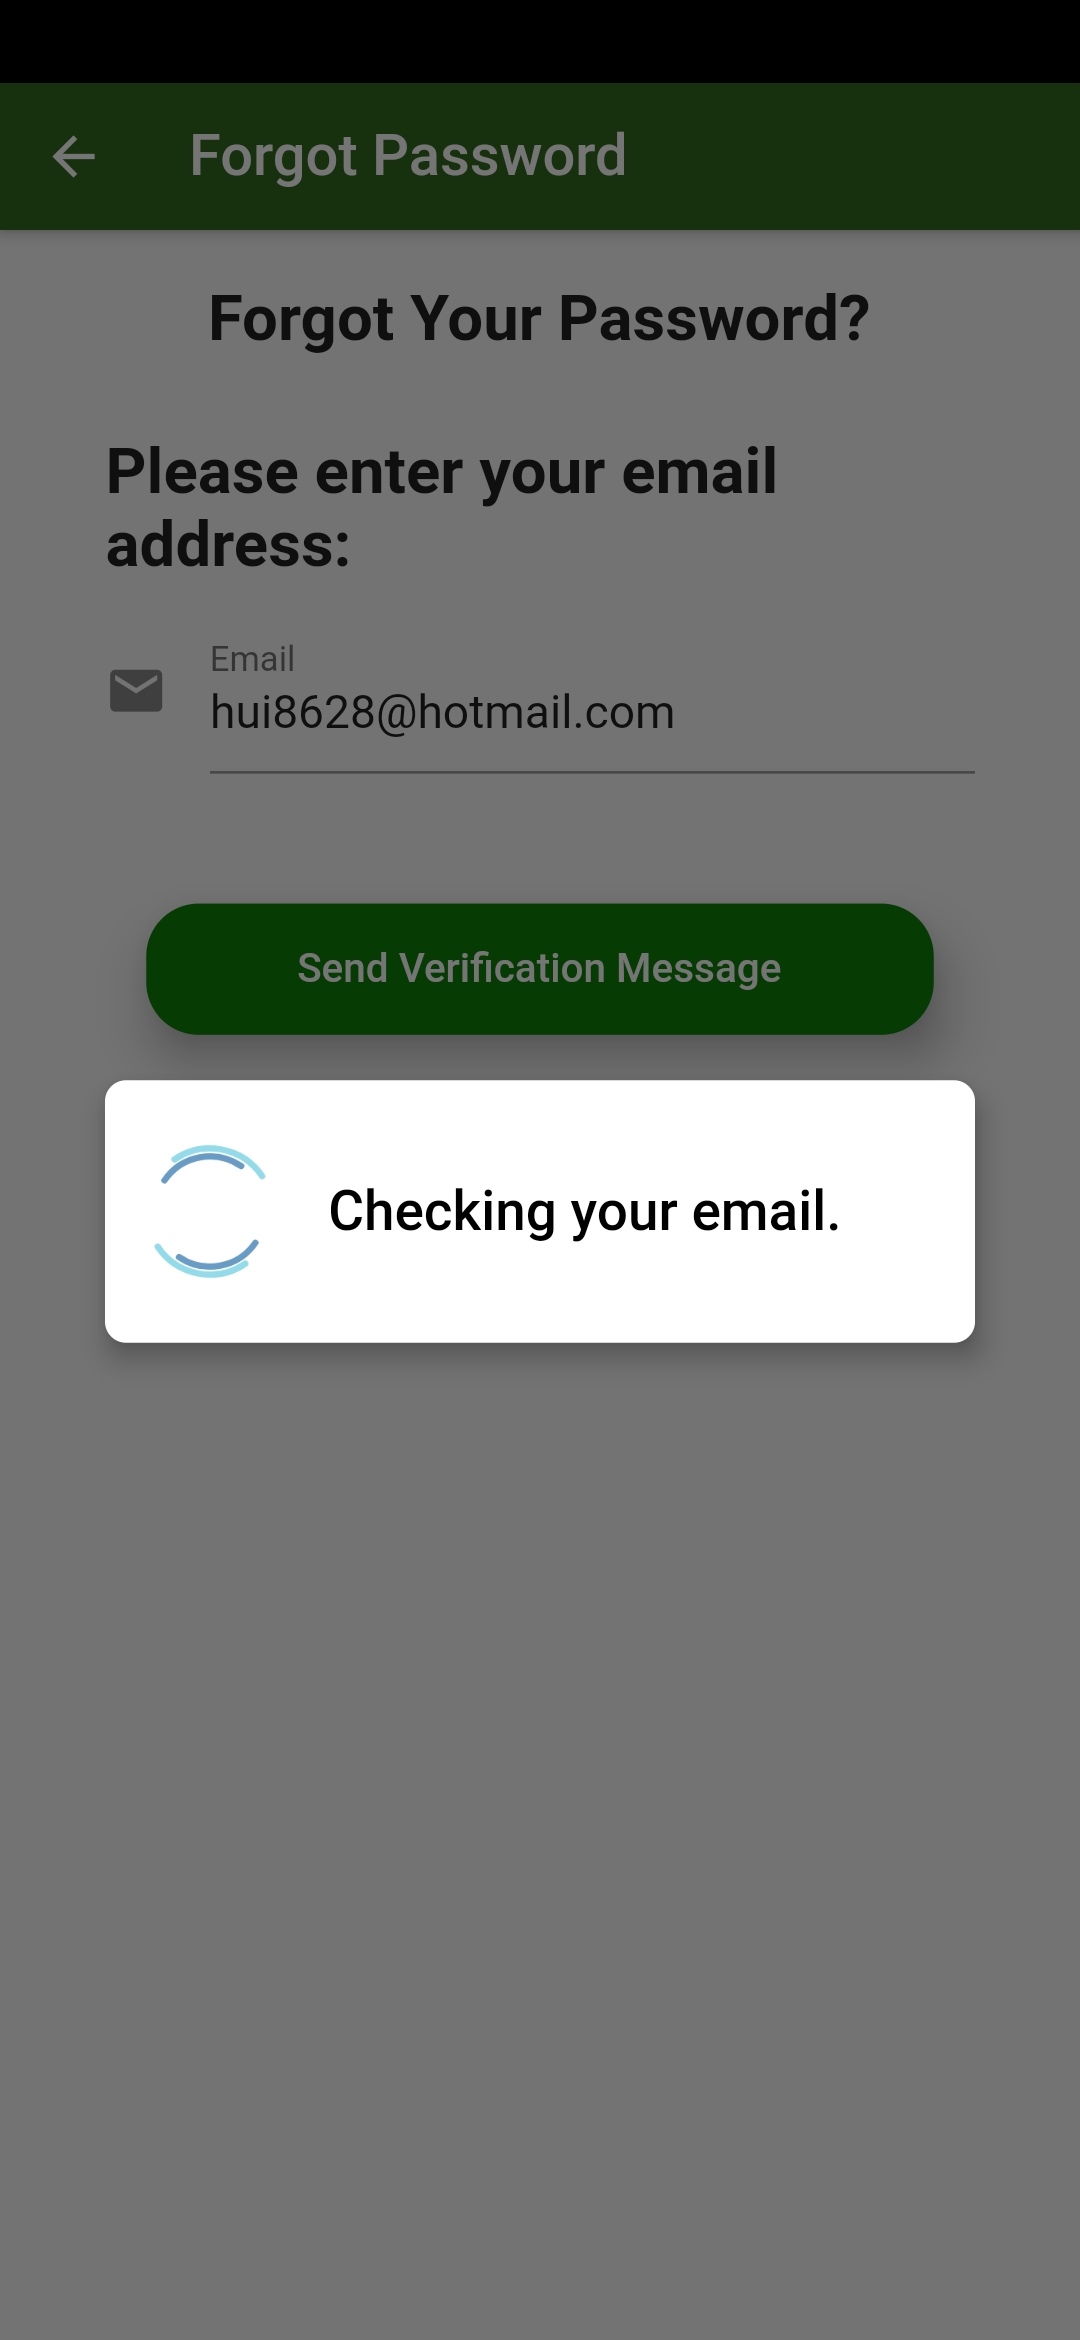 Forgot Password
Forgot Your Password?
Please enter your email
address:
Email
hui8628@hotmail.com
Send Verification Message
Checking your email.